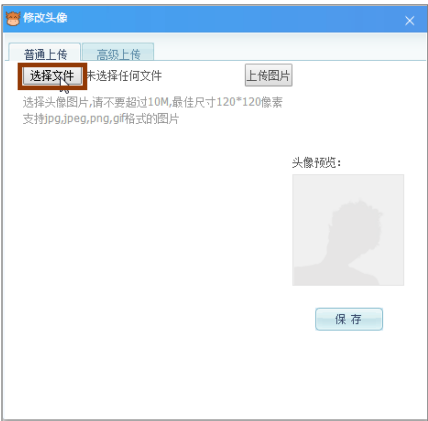 修改头像
普通上传 高级上传
选择文件 未选择任何文件 上传图片
选择头像图片,请不要超过10M,最佳尺寸120*120像素
支持jpg,jpeg,png,gif格式的图片
头像预览：
保 存